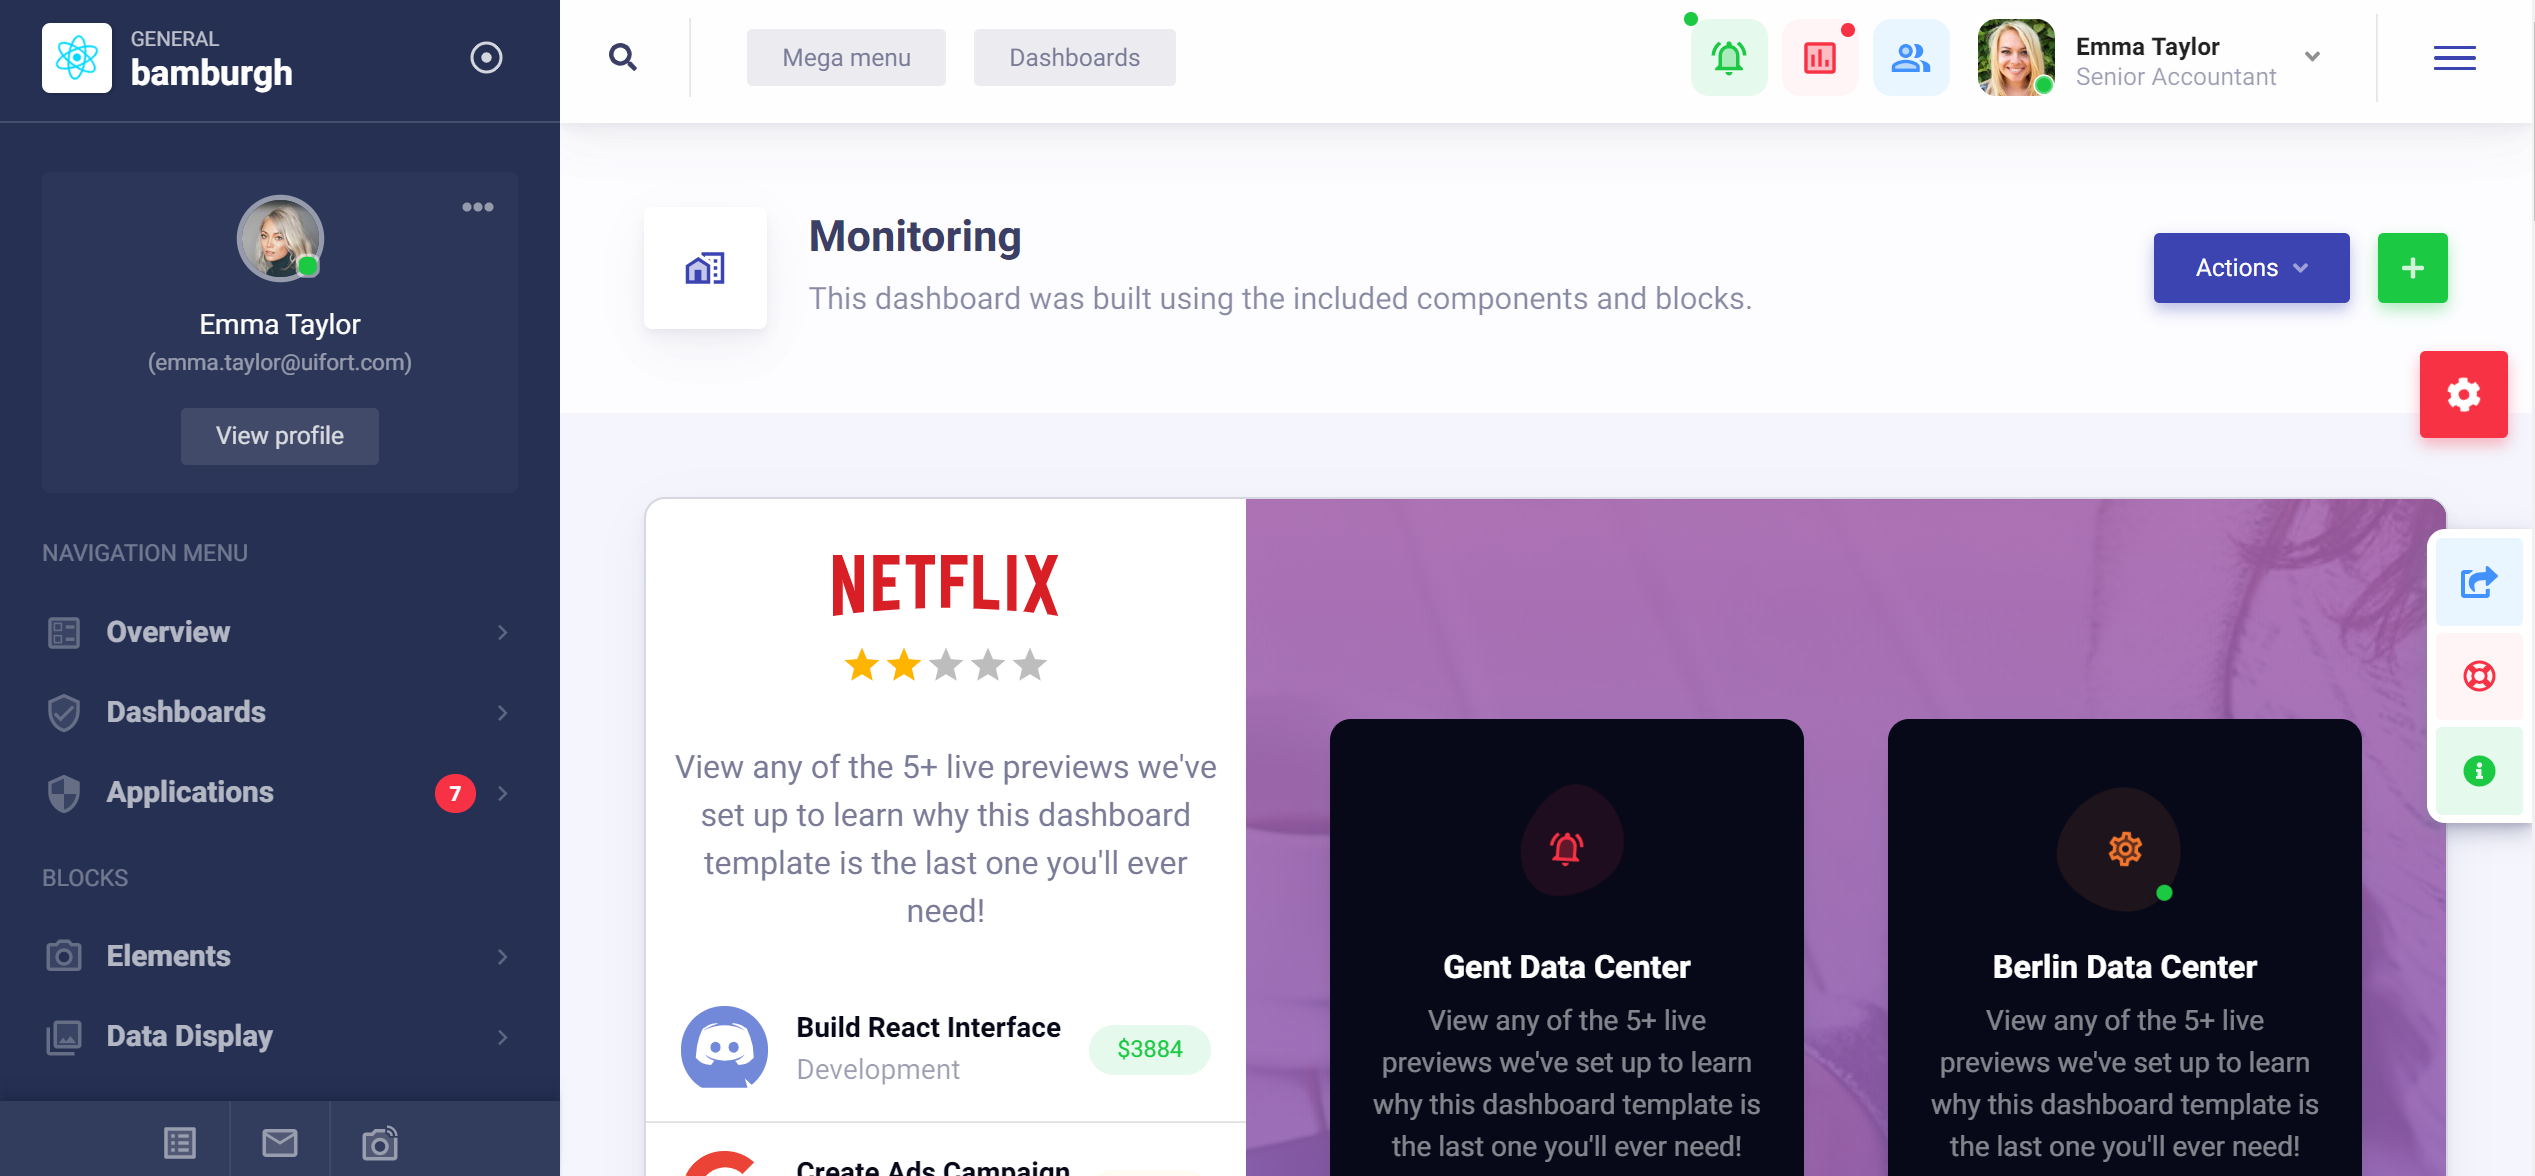 GENERAL
bamburgh
Mega menu
Dashboards
Emma Taylor
Senior Accountant
Emma Taylor
(emma.taylor@uifort.com)
View profile
NAVIGATION MENU
Overview
Dashboards
Applications
7
BLOCKS
Elements
Data Display
Monitoring
This dashboard was built using the included components and blocks.
Actions
NETFLIX
View any of the 5+ live previews we've
set up to learn why this dashboard
template is the last one you'll ever
need!
Build React Interface
Development
$3884
Create Ads Campaign
Gent Data Center
View any of the 5+ live
previews we've set up to learn
why this dashboard template is
the last one you'll ever need!
Berlin Data Center
View any of the 5+ live
previews we've set up to learn
why this dashboard template is
the last one you'll ever need!